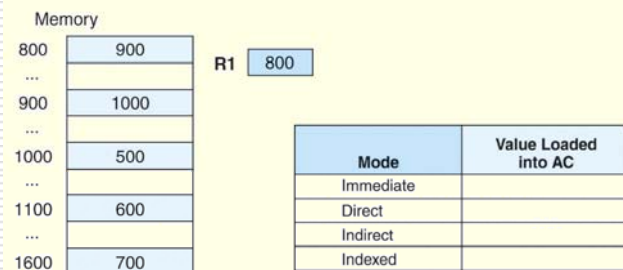 Memory
800 900
R1 800
...
900 1000
...
1000 500
...
1100 600
...
1600 700
Mode Value Loaded into AC
Immediate
Direct
Indirect
Indexed